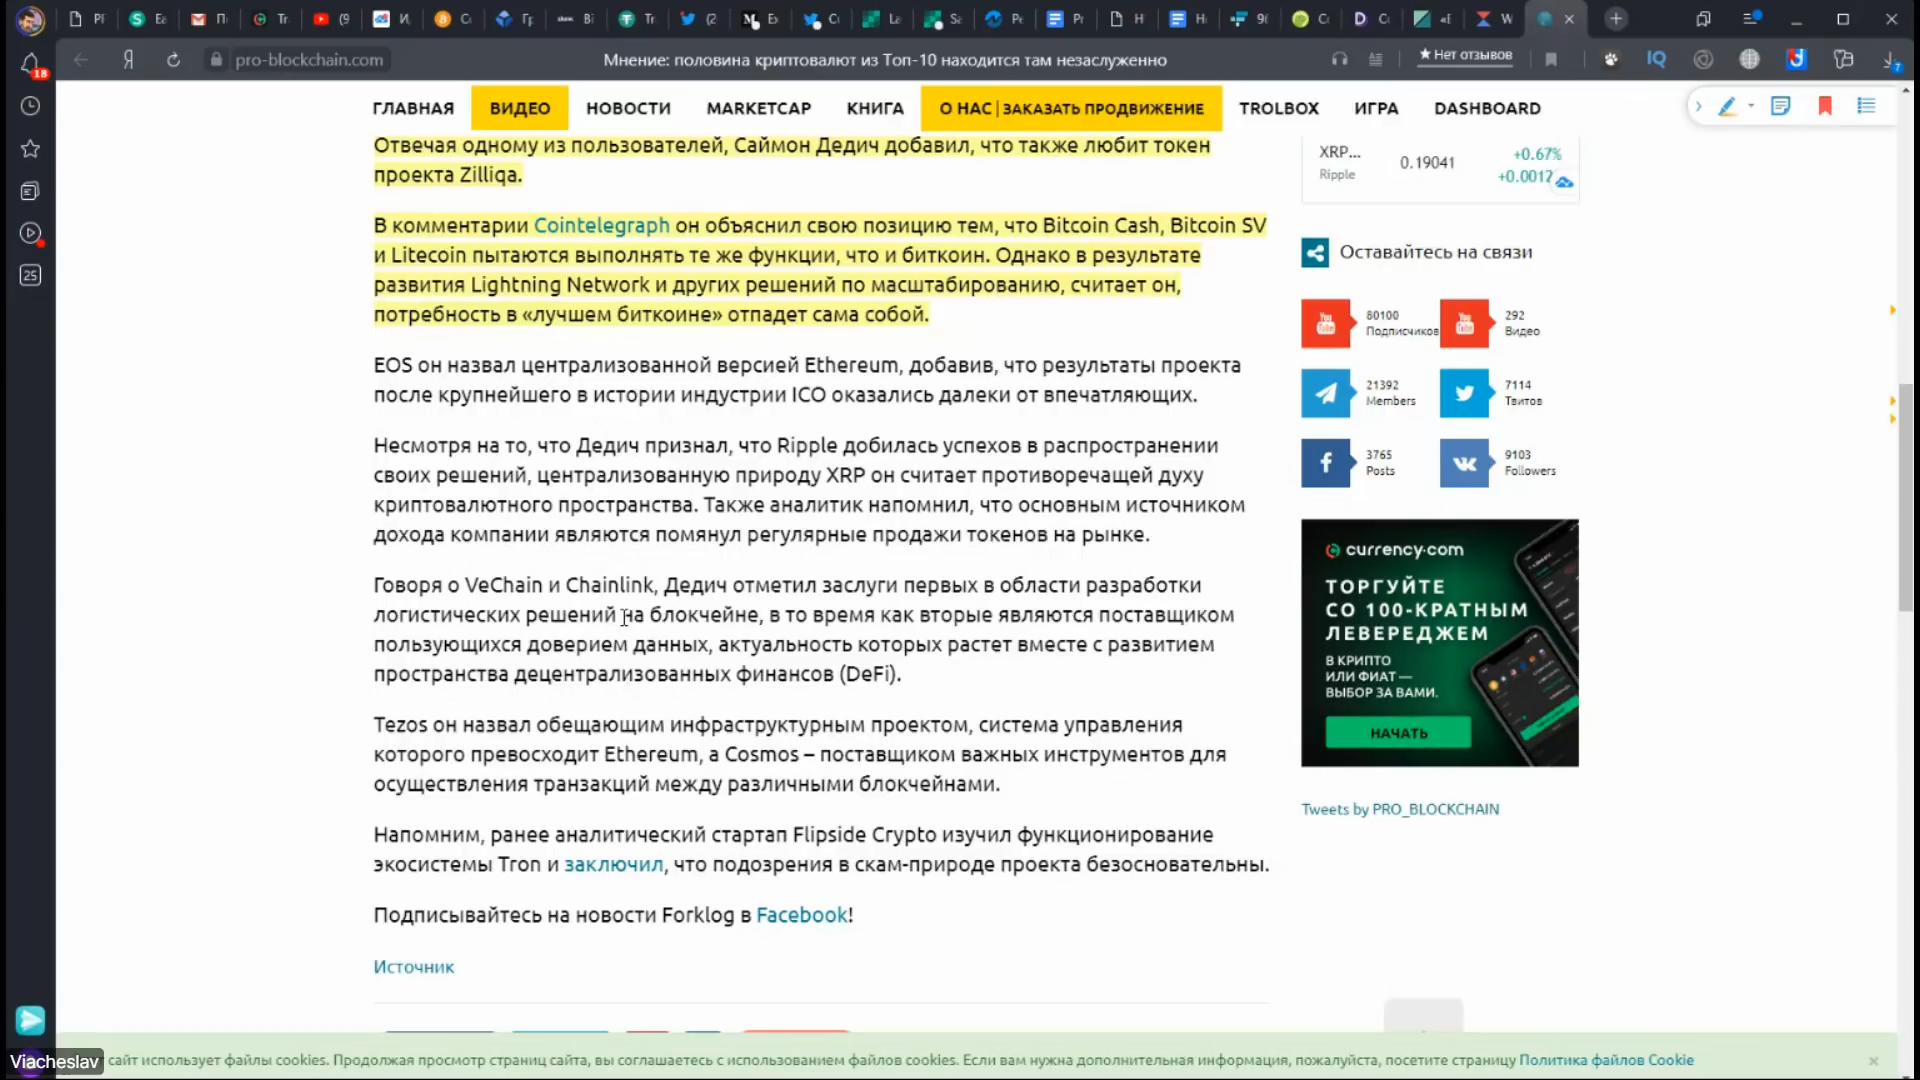 pro-blockchain.com
Мнение: половина криптовалют из Топ-10 находится там незаслуженно
★Нет отзывов
ГЛАВНАЯ
ВИДЕО
НОВОСТИ
MARKETCAP
КНИГА
О НАС | ЗАКАЗАТЬ ПРОДВИЖЕНИЕ
TROLBOX
ИГРА
DASHBOARD
Отвечая одному из пользователей, Саймон Дедич добавил, что также любит токен
проекта Zilliqa.
В комментарии Cointelegraph он объяснил свою позицию тем, что Bitcoin Cash, Bitcoin SV
и Litecoin пытаются выполнять те же функции, что и биткоин. Однако в результате
развития Lightning Network и других решений по масштабированию, считает он,
потребность в «лучшем биткоине» отпадет сама собой.
EOS он назвал централизованной версией Ethereum, добавив, что результаты проекта
после крупнейшего в истории индустрии ICO оказались далеки от впечатляющих.
Несмотря на то, что Дедич признал, что Ripple добилась успехов в распространении
своих решений, централизованную природу XRP он считает противоречащей духу
криптовалютного пространства. Также аналитик напомнил, что основным источником
дохода компании являются помянул регулярные продажи токенов на рынке.
Говоря о VeChain и Chainlink, Дедич отметил заслуги первых в области разработки
логистических решений на блокчейне, в то время как вторые являются поставщиком
пользующихся доверием данных, актуальность которых растет вместе с развитием
пространства децентрализованных финансов (DeFi).
Tezos он назвал обещающим инфраструктурным проектом, система управления
которого превосходит Ethereum, а Cosmos – поставщиком важных инструментов для
осуществления транзакций между различными блокчейнами.
Напомним, ранее аналитический стартап Flipside Crypto изучил функционирование
экосистемы Tron и заключил, что подозрения в скам-природе проекта безосновательны.
Подписывайтесь на новости Forklog в Facebook!
Источник
XRP...
Ripple
0.19041
+0.67%
+0.0012
Оставайтесь на связи
80100
Подписчиков
292
Видео
21392
Members
7114
Твитов
3765
Posts
9103
Followers
currency.com
ТОРГУЙТЕ
СО 100-КРАТНЫМ
ЛЕВЕРЕДЖЕМ
В КРИПТО
ИЛИ ФИАТ —
ВЫБОР ЗА ВАМИ.
НАЧАТЬ
Tweets by PRO_BLOCKCHAIN
18
25
Viacheslav
сайт использует файлы cookies. Продолжая просмотр страниц сайта, вы соглашаетесь с использованием файлов cookies. Если вам нужна дополнительная информация, пожалуйста, посетите страницу Политика файлов Cookie